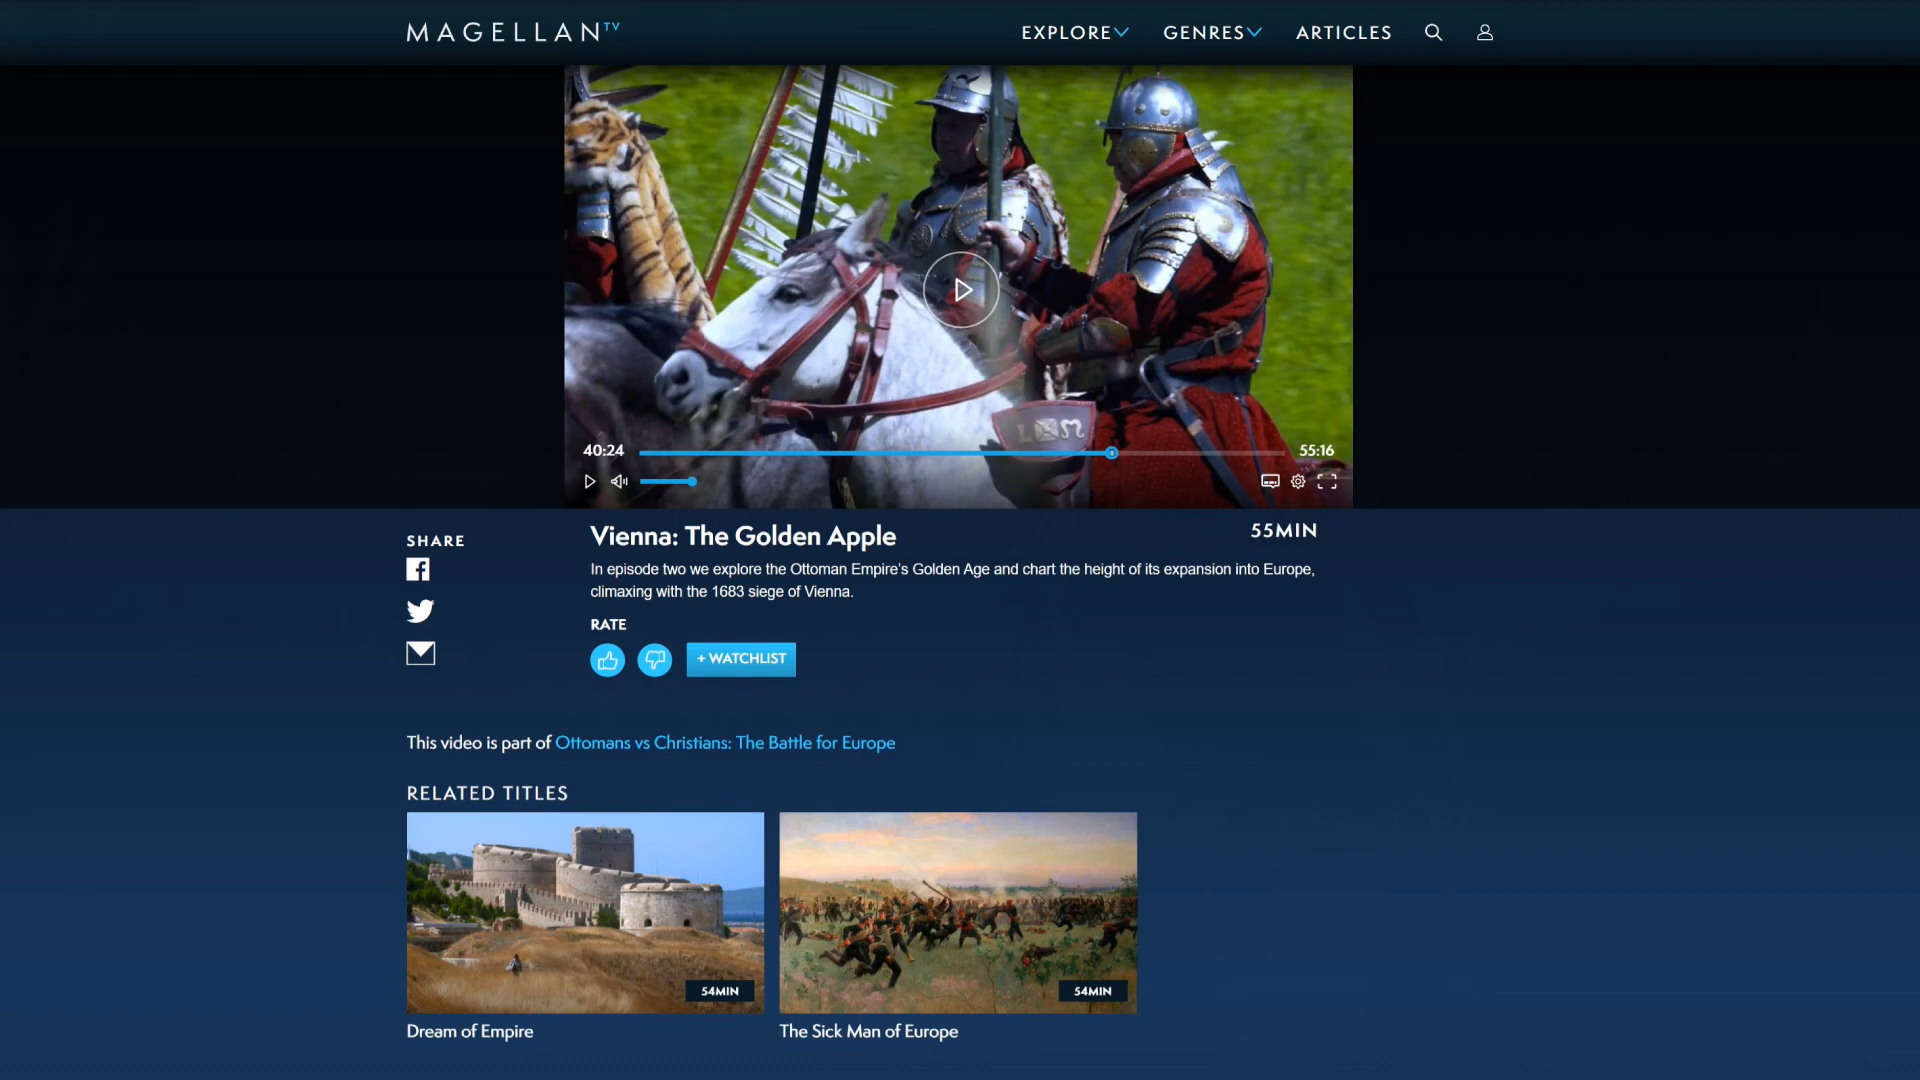 MAGELLANTV
EXPLORE
GENRES
ARTICLES
40:24
55:16
SHARE
Vienna: The Golden Apple
55MIN
In episode two we explore the Ottoman Empire's Golden Age and chart the height of its expansion into Europe,
climaxing with the 1683 siege of Vienna.
RATE
+ WATCHLIST
This video is part of Ottomans vs Christians: The Battle for Europe
RELATED TITLES
54MIN
54MIN
Dream of Empire
The Sick Man of Europe